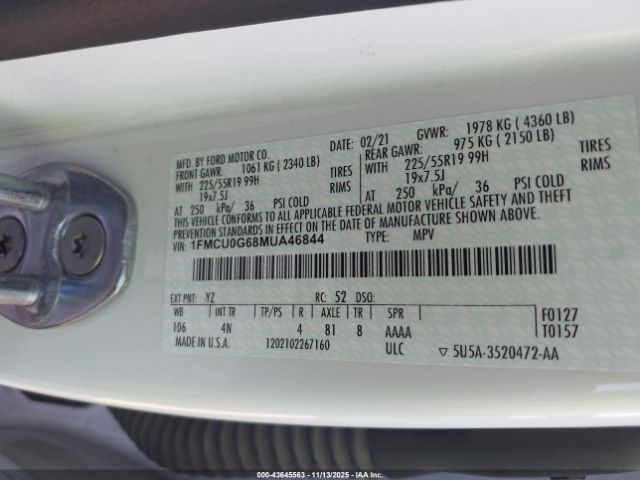 MFD. BY FORD MOTOR CO. DATE: 02/21 GVWR: 1978 KG ( 4360 LB)
FRONT GAWR: 1061 KG ( 2340 LB) REAR GAWR: 975 KG ( 2150 LB)
WITH 225/55R19 99H TIRES WITH 225/55R19 99H TIRES
19x7.5J RIMS 19x7.5J RIMS
AT 250 kPa/ 36 PSI COLD AT 250 kPa/ 36 PSI COLD
THIS VEHICLE CONFORMS TO ALL APPLICABLE FEDERAL MOTOR VEHICLE SAFETY AND THEFT
PREVENTION STANDARDS IN EFFECT ON THE DATE OF MANUFACTURE SHOWN ABOVE.
VIN: 1FMCU0G68MUA46844 TYPE: MPV
EXT PNT: YZ RC: 52 DSO: F0127
WB INT TR TP/PS R AXLE TR SPR T0157
106 4N 4 81 8 AAAA
MADE IN U.S.A. 1202102267160 ULC ▽ 5U5A-3520472-AA
000-43645563 - 11/13/2025 - IAA Inc.